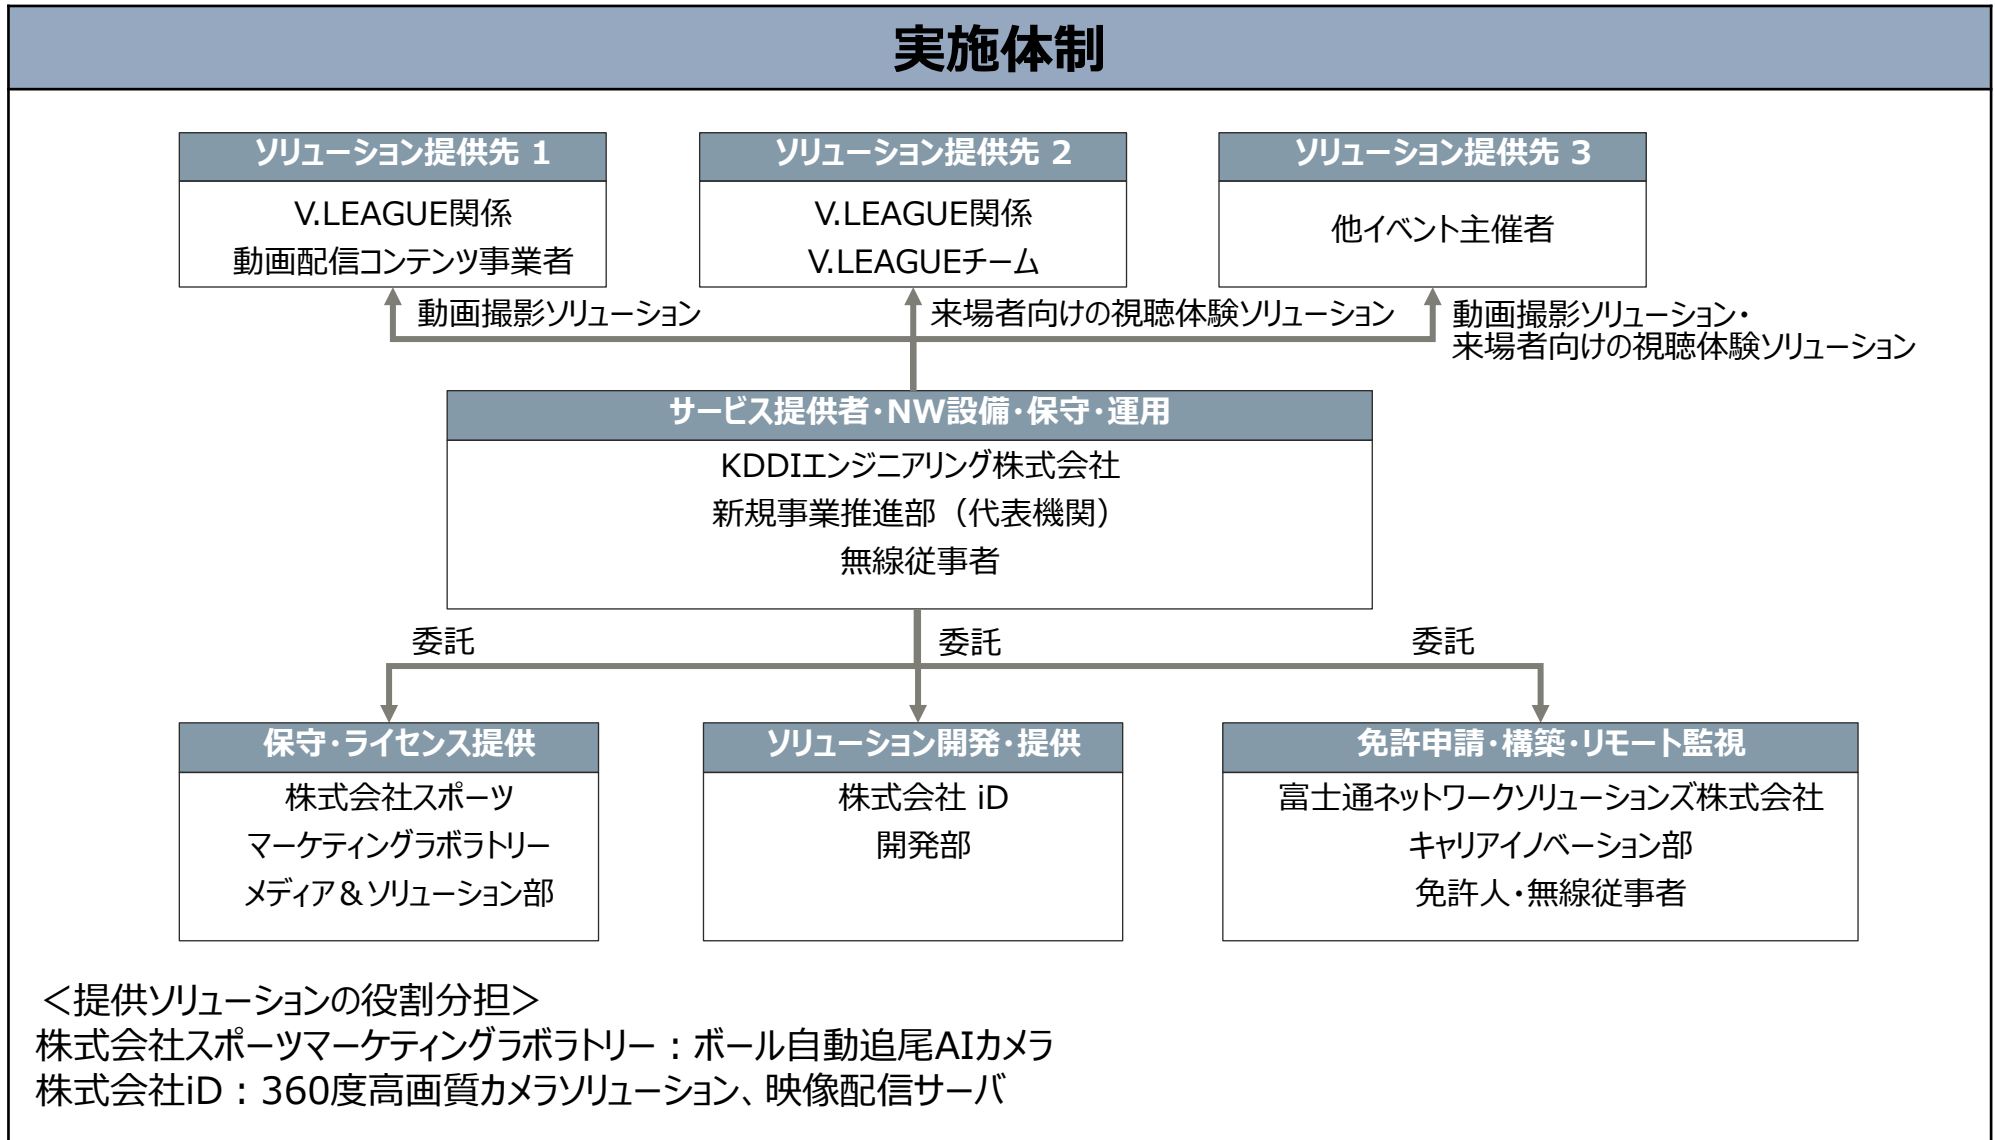 実施体制
ソリューション提供先 1
V.LEAGUE関係
動画配信コンテンツ事業者
ソリューション提供先 2
V.LEAGUE関係
V.LEAGUEチーム
ソリューション提供先 3
他イベント主催者
動画撮影ソリューション
来場者向けの視聴体験ソリューション
動画撮影ソリューション・
来場者向けの視聴体験ソリューション
サービス提供者・NW設備・保守・運用
KDDIエンジニアリング株式会社
新規事業推進部（代表機関）
無線従事者
委託
委託
委託
保守・ライセンス提供
株式会社スポーツ
マーケティングラボラトリー
メディア＆ソリューション部
ソリューション開発・提供
株式会社 iD
開発部
免許申請・構築・リモート監視
富士通ネットワークソリューションズ株式会社
キャリアイノベーション部
免許人・無線従事者
＜提供ソリューションの役割分担＞
株式会社スポーツマーケティングラボラトリー：ボール自動追尾AIカメラ
株式会社iD：360度高画質カメラソリューション、映像配信サーバ